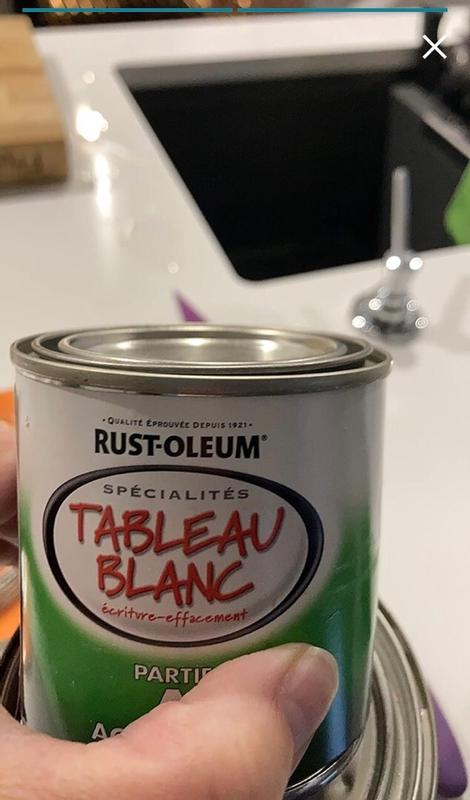 • QUALITÉ ÉPROUVÉE DEPUIS 1921 •
RUST-OLEUM®
SPÉCIALITÉS
TABLEAU
BLANC
écriture-effacement